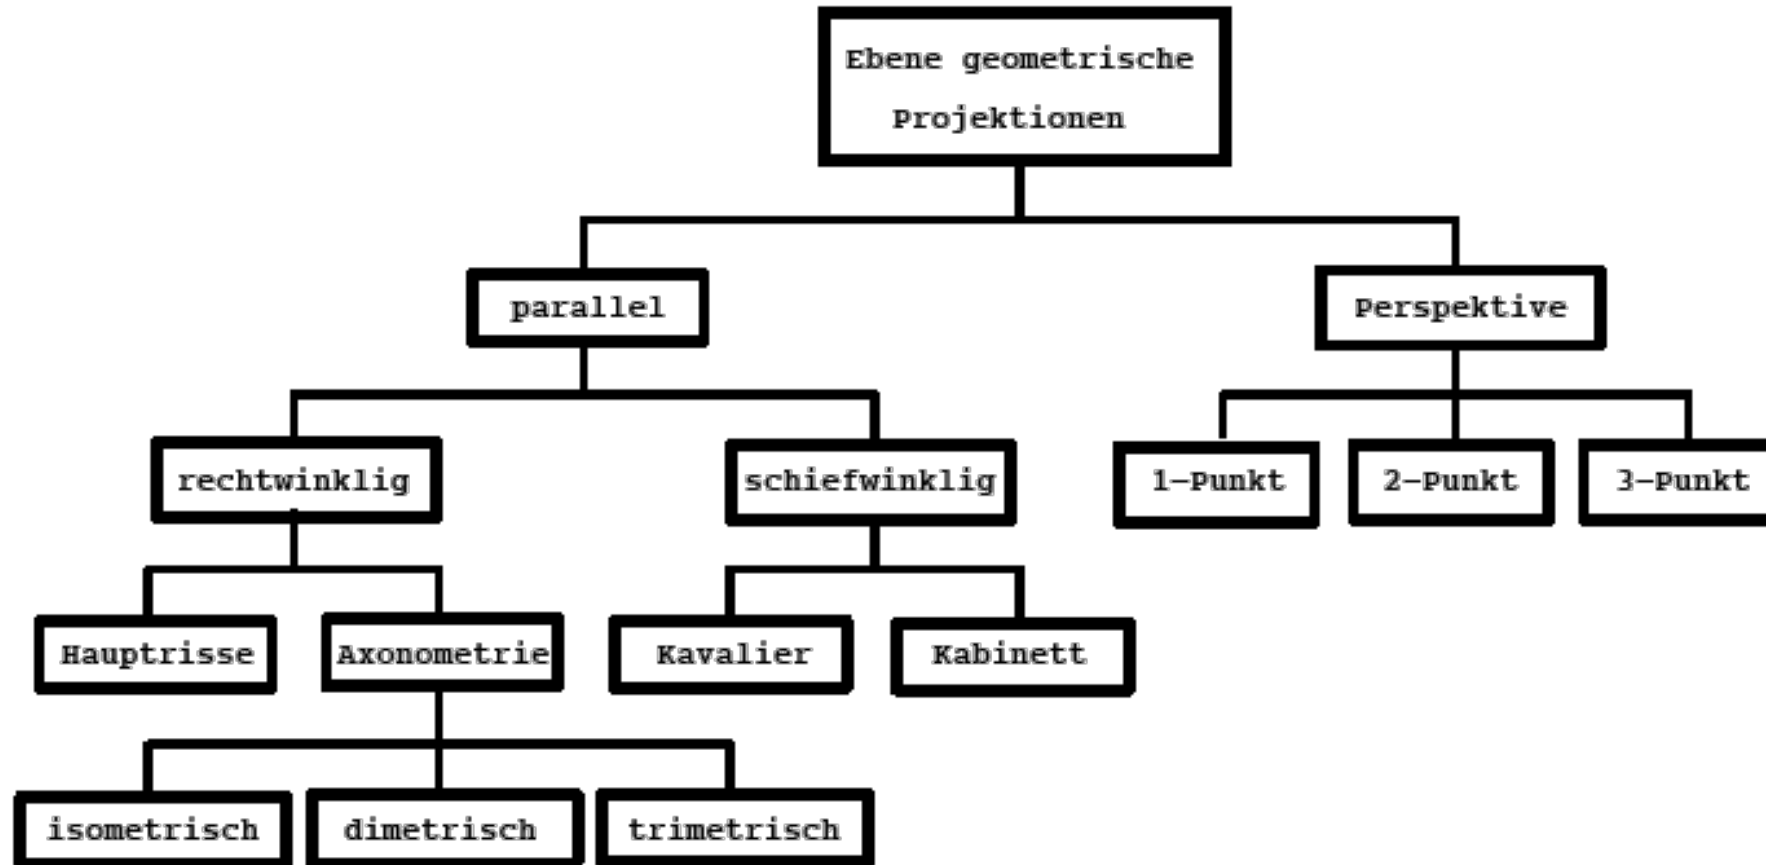 Ebene geometrische
Projektionen
parallel
Perspektive
rechtwinklig
schiefwinklig
1-Punkt
2-Punkt
3-Punkt
Hauptrisse
Axonometrie
Kavalier
Kabinett
isometrisch
dimetrisch
trimetrisch